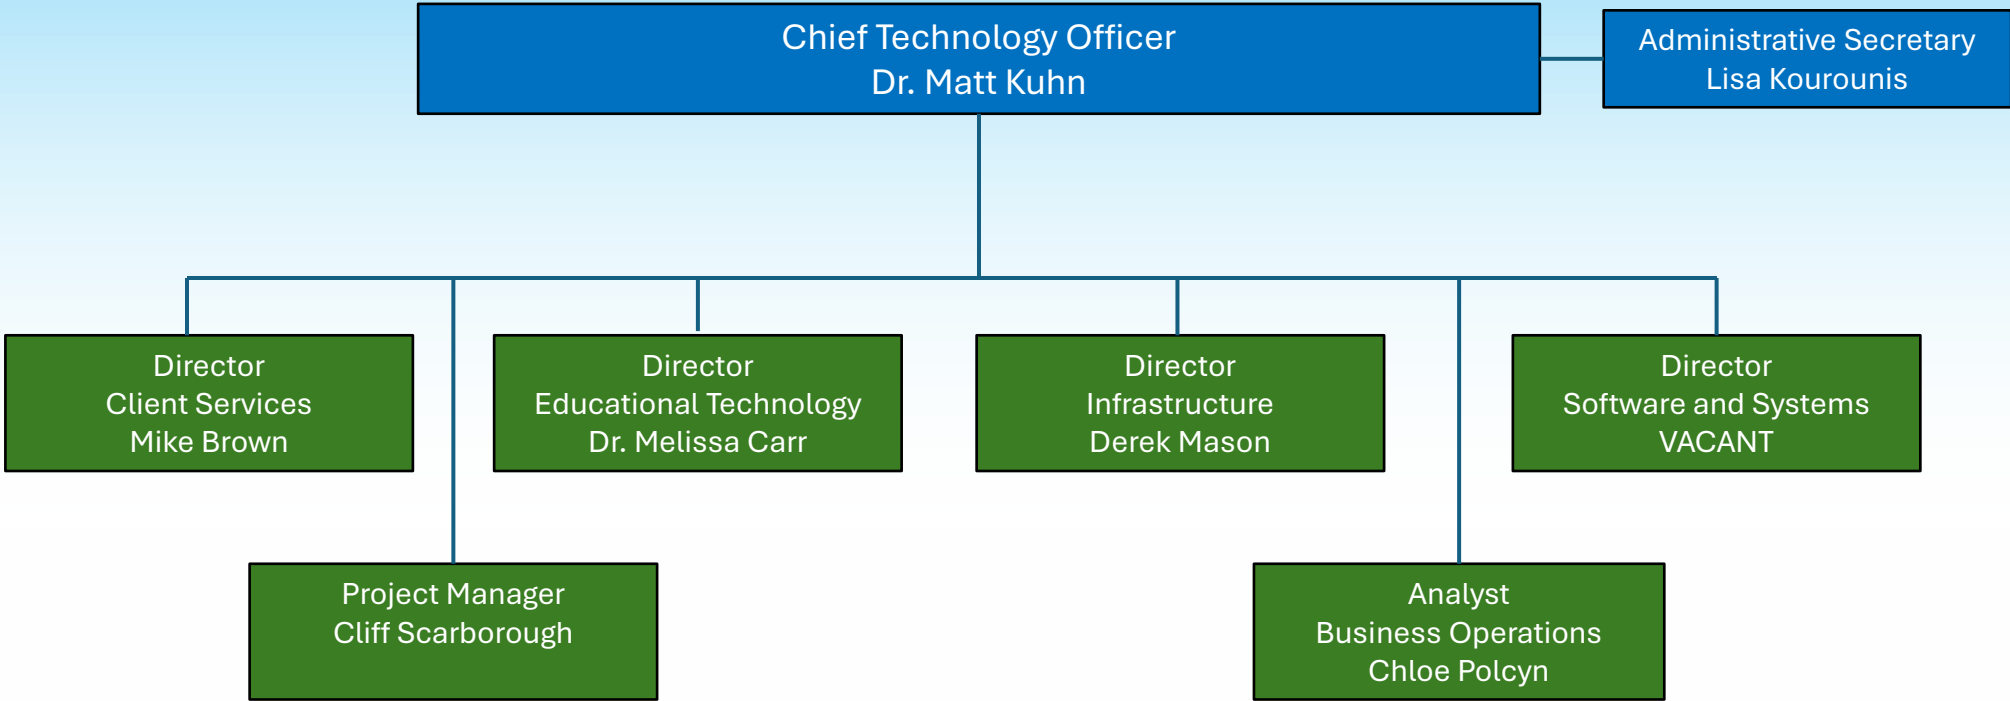 Chief Technology Officer
Dr. Matt Kuhn
Administrative Secretary
Lisa Kourounis
Director
Client Services
Mike Brown
Director
Educational Technology
Dr. Melissa Carr
Director
Infrastructure
Derek Mason
Director
Software and Systems
VACANT
Project Manager
Cliff Scarborough
Analyst
Business Operations
Chloe Polcyn